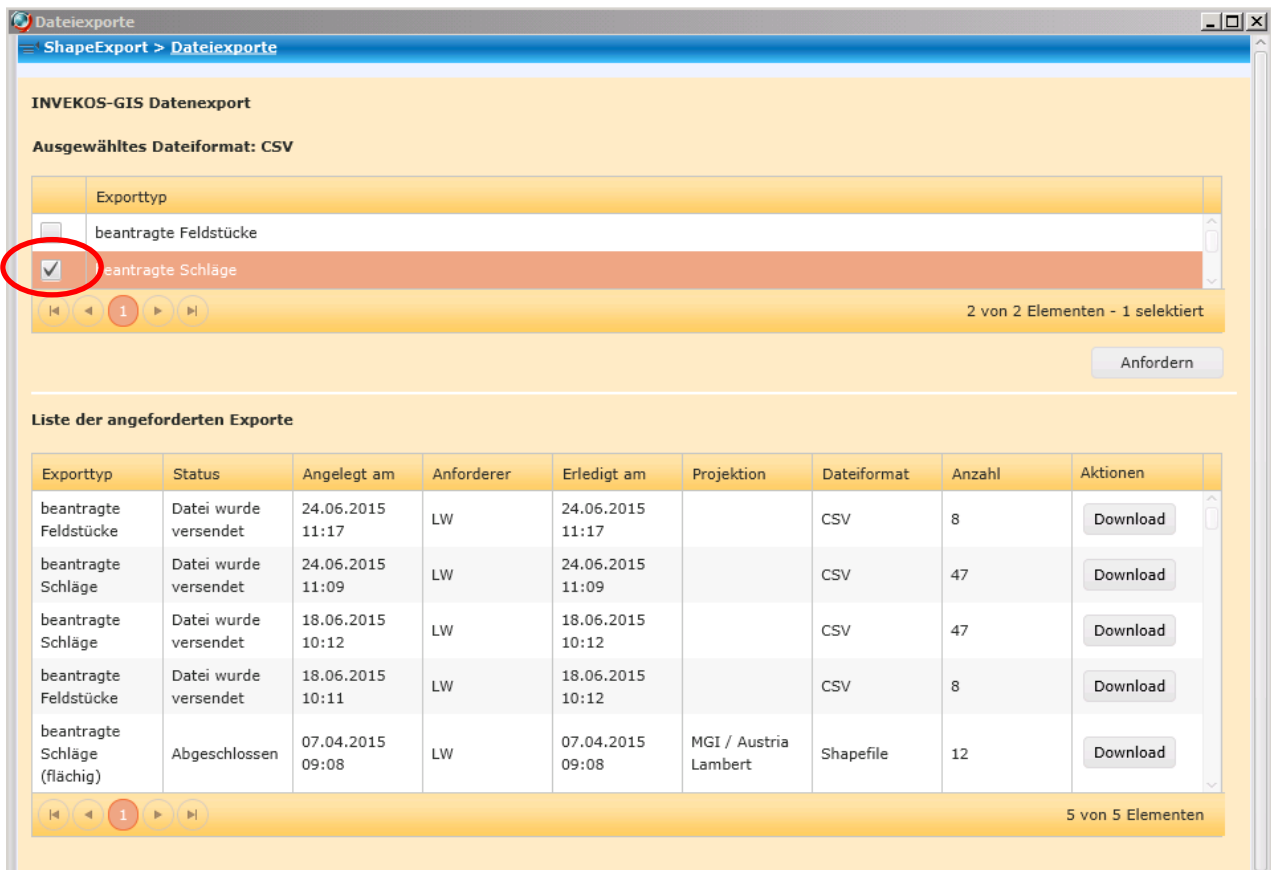 Dateiexporte
ShapeExport > Dateiexporte
INVEKOS-GIS Datenexport
Ausgewähltes Dateiformat: CSV
Exporttyp
beantragte Feldstücke
beantragte Schläge
1
2 von 2 Elementen - 1 selektiert
Anfordern
Liste der angeforderten Exporte
Exporttyp Status Angelegt am Anforderer Erledigt am Projektion Dateiformat Anzahl Aktionen
beantragte Datei wurde 24.06.2015 LW 24.06.2015 CSV 8 Download
Feldstücke versendet 11:17 11:17
beantragte Datei wurde 24.06.2015 LW 24.06.2015 CSV 47 Download
Schläge versendet 11:09 11:09
beantragte Datei wurde 18.06.2015 LW 18.06.2015 CSV 47 Download
Schläge versendet 10:12 10:12
beantragte Datei wurde 18.06.2015 LW 18.06.2015 CSV 8 Download
Feldstücke versendet 10:11 10:12
beantragte
Schläge Abgeschlossen 07.04.2015 LW 07.04.2015 MGI / Austria Shapefile 12 Download
(flächig) 09:08 09:08 Lambert
1
5 von 5 Elementen